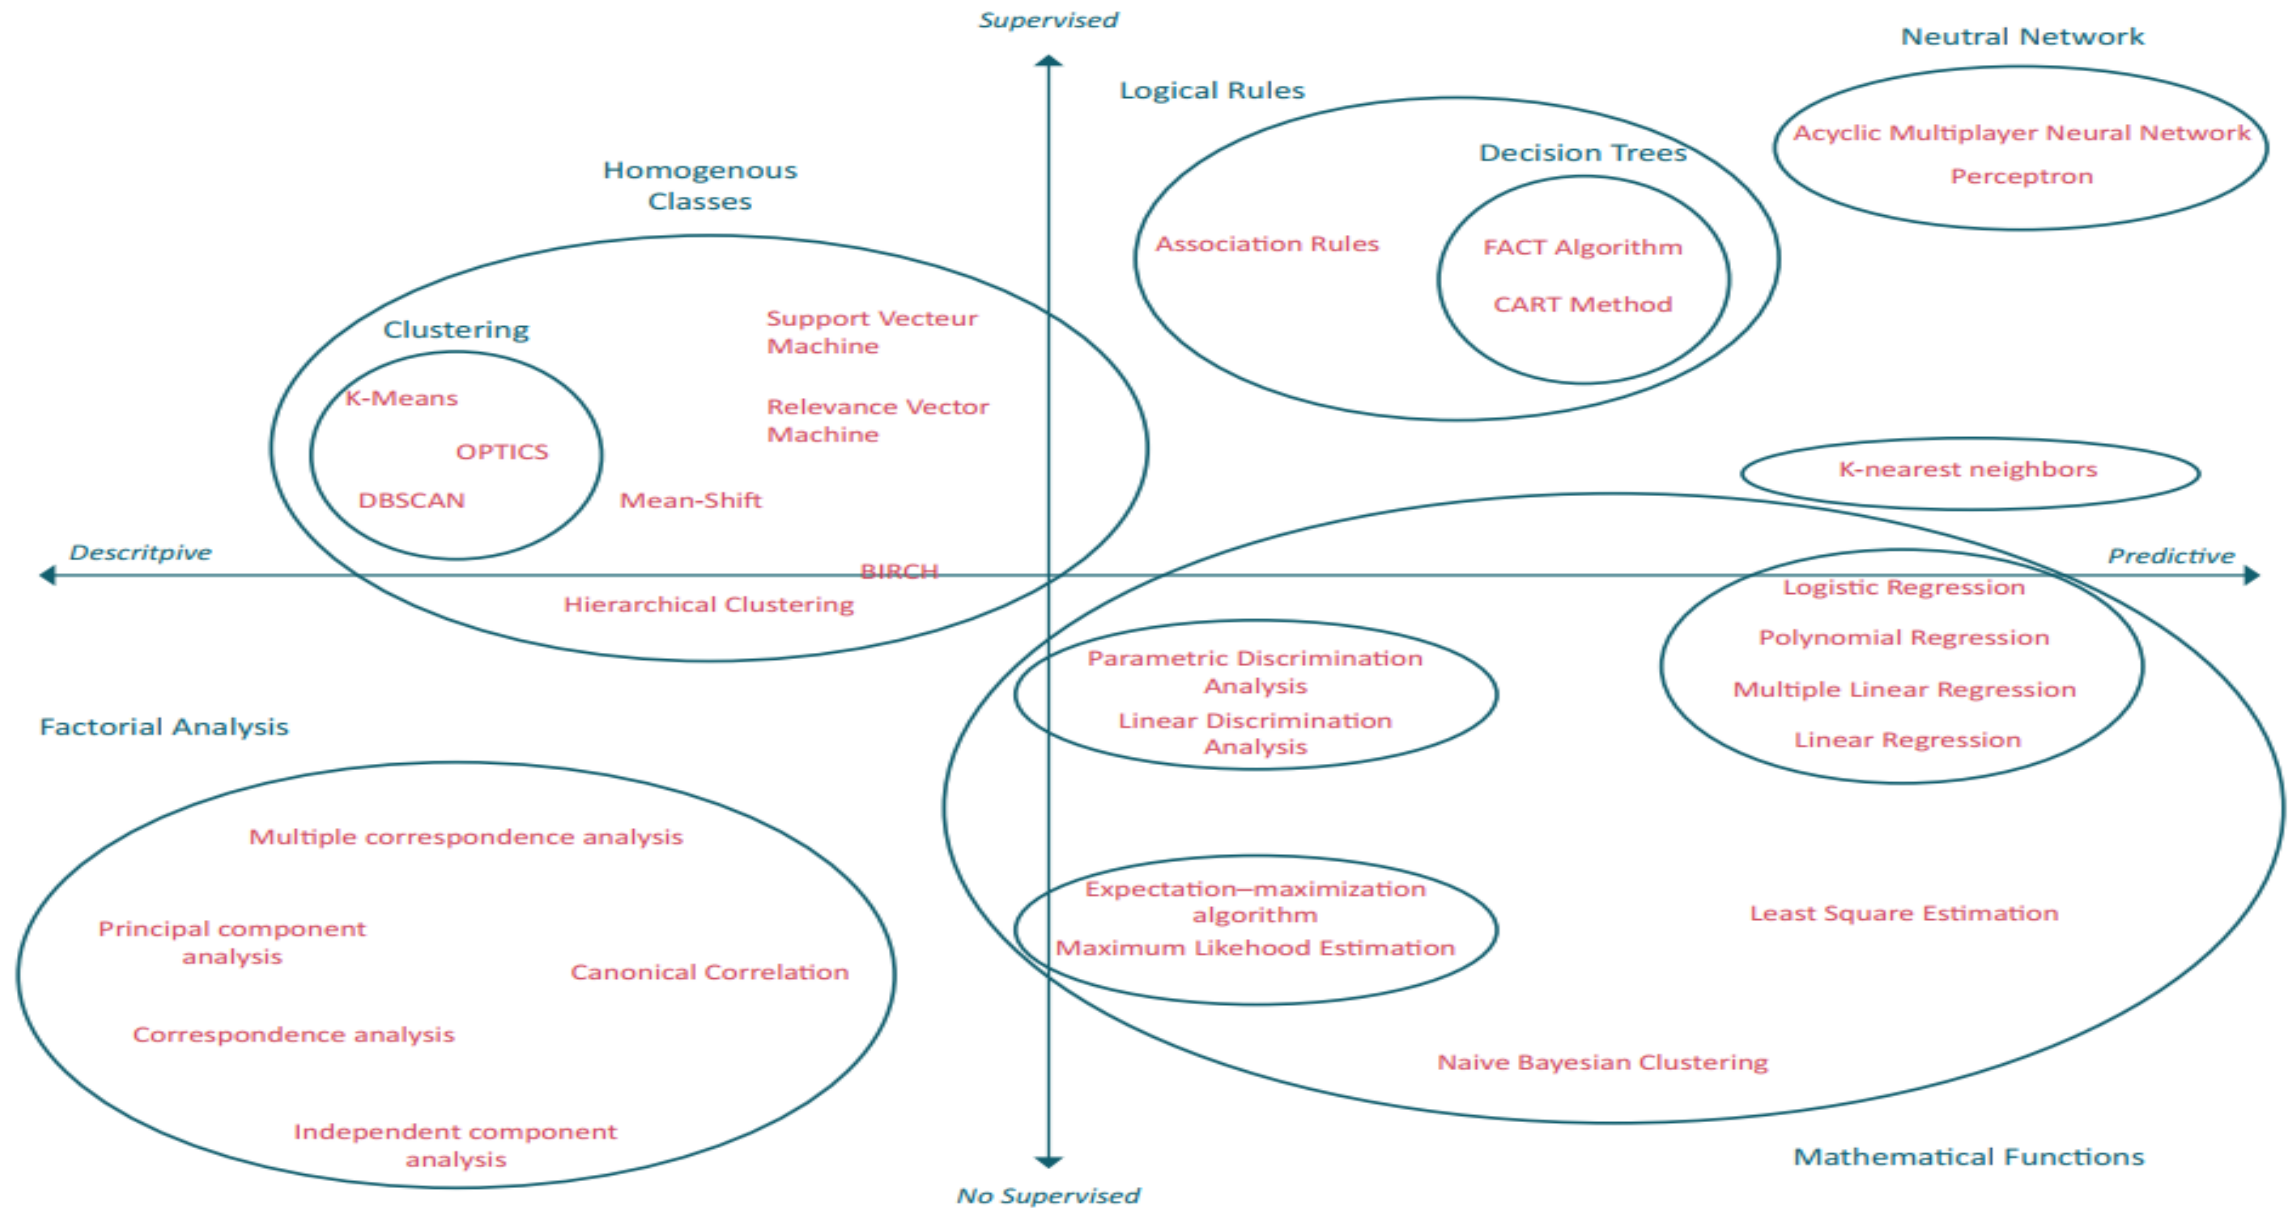 Supervised
Neutral Network
Logical Rules
Acyclic Multiplayer Neural Network
Perceptron
Decision Trees
Association Rules
FACT Algorithm
CART Method
Homogenous
Classes
Clustering
Support Vecteur
Machine
K-Means
Relevance Vector
Machine
OPTICS
DBSCAN
Mean-Shift
K-nearest neighbors
Descritpive
Predictive
BIRCH
Hierarchical Clustering
Logistic Regression
Polynomial Regression
Multiple Linear Regression
Linear Regression
Parametric Discrimination
Analysis
Linear Discrimination
Analysis
Factorial Analysis
Multiple correspondence analysis
Principal component
analysis
Canonical Correlation
Correspondence analysis
Independent component
analysis
Expectation–maximization
algorithm
Maximum Likehood Estimation
Least Square Estimation
Naive Bayesian Clustering
Mathematical Functions
No Supervised